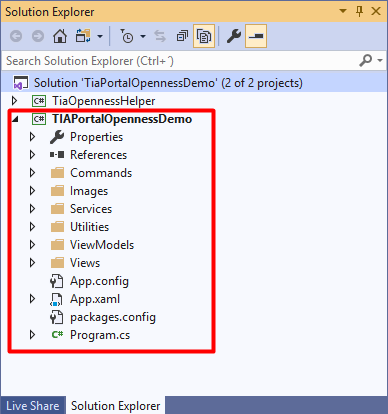 Solution Explorer
Search Solution Explorer (Ctrl+´)
Solution 'TiaPortalOpennessDemo' (2 of 2 projects)
C# TiaOpennessHelper
C# TIAPortalOpennessDemo
Properties
References
Commands
Images
Services
Utilities
ViewModels
Views
App.config
App.xaml
packages.config
C# Program.cs
Live Share Solution Explorer